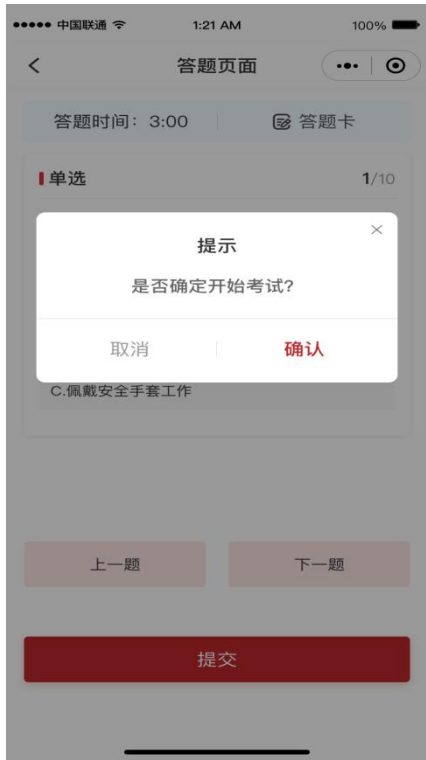 中国联通 1:21 AM 100%
答题页面
答题时间：3:00 答题卡
单选 1/10
提示
是否确定开始考试?
取消 确认
C.佩戴安全手套工作
上一题 下一题
提交